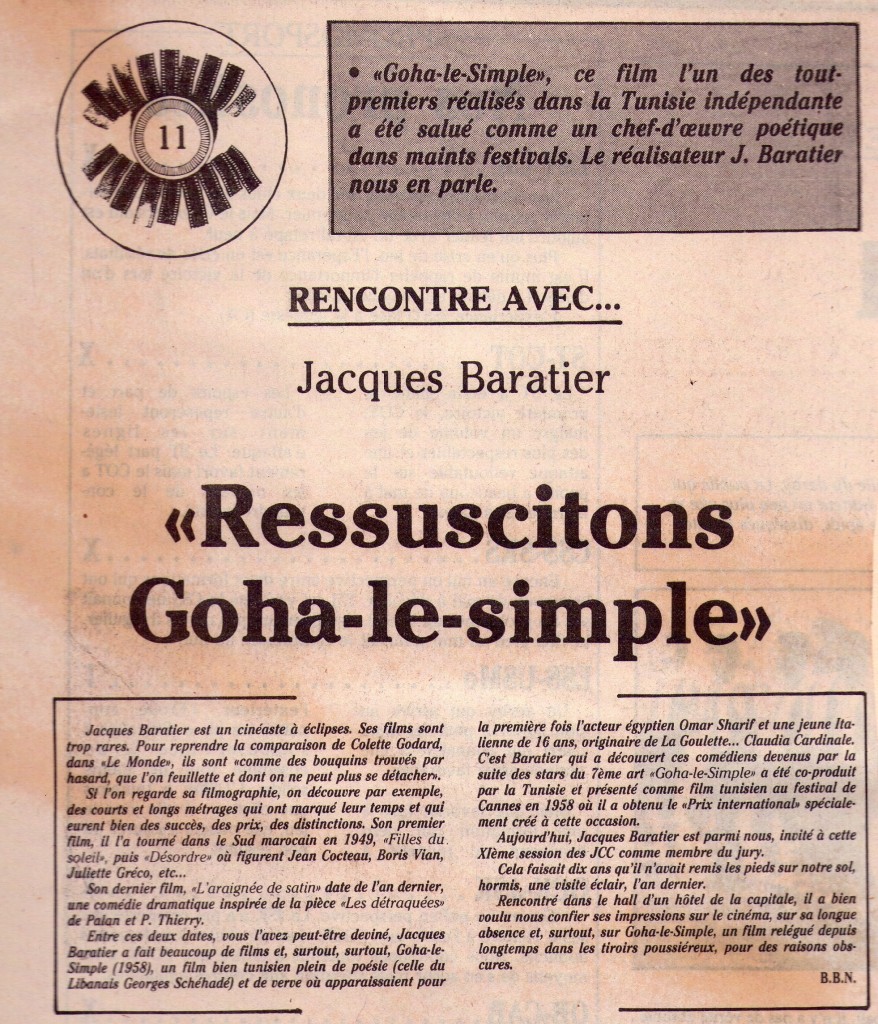 11
• «Goha-le-Simple», ce film l'un des tout-
premiers réalisés dans la Tunisie indépendante
a été salué comme un chef-d'œuvre poétique
dans maints festivals. Le réalisateur J. Baratier
nous en parle.
RENCONTRE AVEC...
Jacques Baratier
«Ressuscitons
Goha-le-simple»
Jacques Baratier est un cinéaste à éclipses. Ses films sont
trop rares. Pour reprendre la comparaison de Colette Godard,
dans «Le Monde», ils sont «comme des bouquins trouvés par
hasard, que l'on feuillette et dont on ne peut plus se détacher».
Si l'on regarde sa filmographie, on découvre par exemple,
des courts et longs métrages qui ont marqué leur temps et qui
eurent bien des succès, des prix, des distinctions. Son premier
film, il l'a tourné dans le Sud marocain en 1949, «Filles du
soleil», puis «Désordre» où figurent Jean Cocteau, Boris Vian,
Juliette Gréco, etc...
Son dernier film, «L'araignée de satin» date de l'an dernier,
une comédie dramatique inspirée de la pièce «Les détraquées»
de Palan et P. Thierry.
Entre ces deux dates, vous l'avez peut-être deviné, Jacques
Baratier a fait beaucoup de films et, surtout, surtout, Goha-le-
Simple (1958), un film bien tunisien plein de poésie (celle du
Libanais Georges Schéhadé) et de verve où apparaissaient pour
la première fois l'acteur égyptien Omar Sharif et une jeune Ita-
lienne de 16 ans, originaire de La Goulette... Claudia Cardinale.
C'est Baratier qui a découvert ces comédiens devenus par la
suite des stars du 7ème art «Goha-le-Simple» a été co-produit
par la Tunisie et présenté comme film tunisien au festival de
Cannes en 1958 où il a obtenu le «Prix international» spéciale-
ment créé à cette occasion.
Aujourd'hui, Jacques Baratier est parmi nous, invité à cette
XIème session des JCC comme membre du jury.
Cela faisait dix ans qu'il n'avait remis les pieds sur notre sol,
hormis, une visite éclair, l'an dernier.
Rencontré dans le hall d'un hôtel de la capitale, il a bien
voulu nous confier ses impressions sur le cinéma, sur sa longue
absence et, surtout, sur Goha-le-Simple, un film relégué depuis
longtemps dans les tiroirs poussiéreux, pour des raisons obs-
cures.
B.B.N.